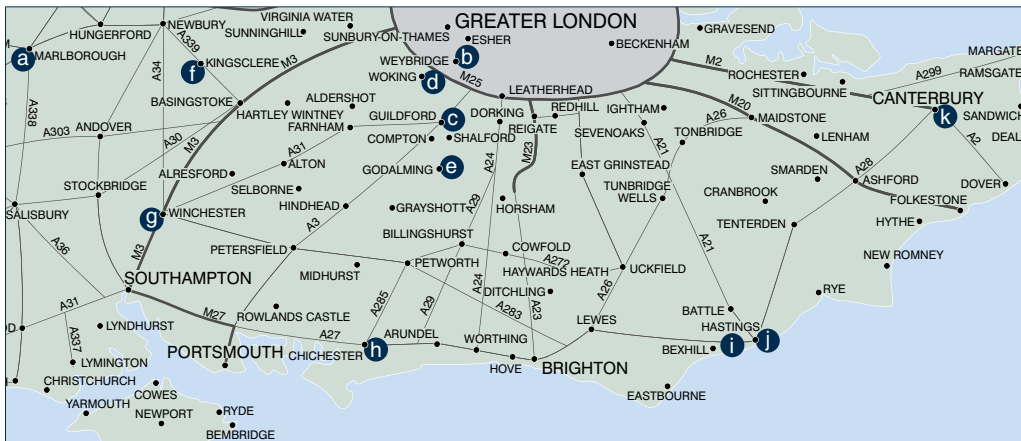 GREATER LONDON
VIRGINIA WATER
HUNGERFORD
NEWBURY
SUNNINGHILL
SUNBURY-ON-THAMES
ESHER
BECKENHAM
GRAVESEND
a
MARLBOROUGH
A339
M3
b
WEYBRIDGE
M2
MARGATE
f
KINGSCLERE
d
WOKING
M25
ROCHESTER
A299
RAMSGATE
A34
LEATHERHEAD
SITTINGBOURNE
CANTERBURY
BASINGSTOKE
HARTLEY WINTNEY
ALDERSHOT
A338
GUILDFORD
c
DORKING
REDHILL
IGHTHAM
M20
k
SANDWICH
A303
ANDOVER
A30
FARNHAM
REIGATE
SEVENOAKS
A26
MAIDSTONE
COMPTON
SHALFORD
A21
TONBRIDGE
LENHAM
DEAL
M3
A31
ALTON
A24
M23
A2
A28
ALRESFORD
GODALMING
e
EAST GRINSTEAD
SMARDEN
ASHFORD
STOCKBRIDGE
SELBORNE
TUNBRIDGE
WELLS
CRANBROOK
DOVER
SALISBURY
g
WINCHESTER
HINDHEAD
A3
GRAYSHOTT
A29
HORSHAM
FOLKESTONE
TENTERDEN
HYTHE
A36
M3
PETERSFIELD
BILLINGSHURST
COWFOLD
A272
A21
MIDHURST
PETWORTH
HAYWARDS HEATH
UCKFIELD
NEW ROMNEY
SOUTHAMPTON
A31
M27
ROWLANDS CASTLE
A285
A29
A24
A283
DITCHLING
A23
A26
RYE
LYNDHURST
A337
A27
ARUNDEL
LEWES
BATTLE
HASTINGS
PORTSMOUTH
CHICHESTER
h
WORTHING
BEXHILL
i
j
LYMINGTON
HOVE
BRIGHTON
CHRISTCHURCH
COWES
EASTBOURNE
YARMOUTH
NEWPORT
RYDE
BEMBRIDGE